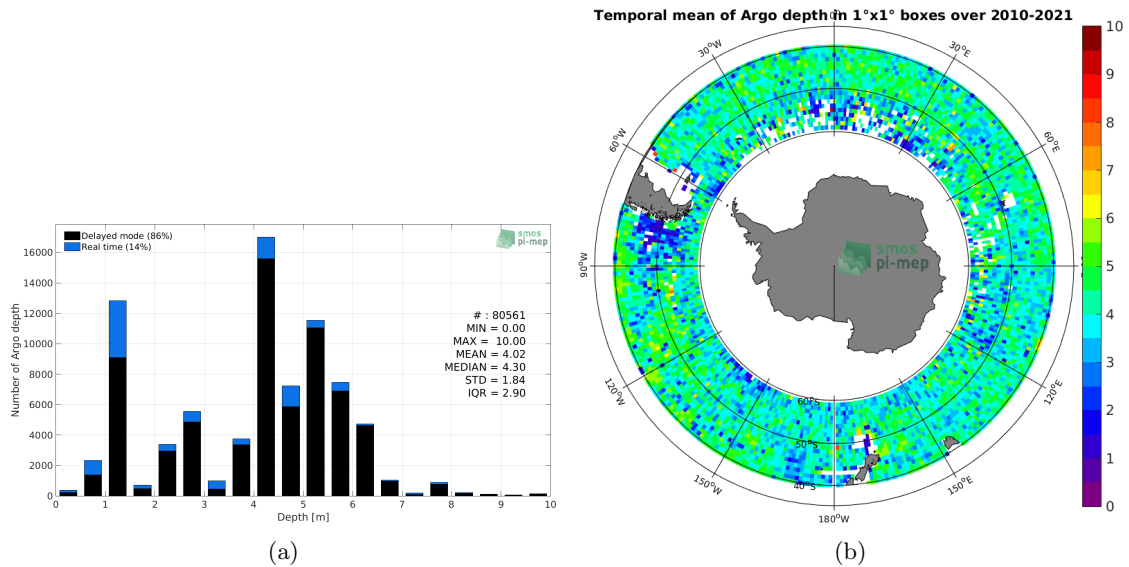 Delayed mode (86%)
Real time (14%)
smos
pi-mep
16000
14000
12000
10000
8000
6000
4000
2000
0
Number of Argo depth
# : 80561
MIN = 0.00
MAX = 10.00
MEAN = 4.02
MEDIAN = 4.30
STD = 1.84
IQR = 2.90
0 1 2 3 4 5 6 7 8 9 10
Depth [m]
(a)
Temporal mean of Argo depth in 1°x1° boxes over 2010-2021
30°W
30°E
60°W
60°E
90°W
120°W
120°E
150°W
150°E
180°W
60°S
50°S
40°S
smos
pi-mep
10
9
8
7
6
5
4
3
2
1
0
(b)